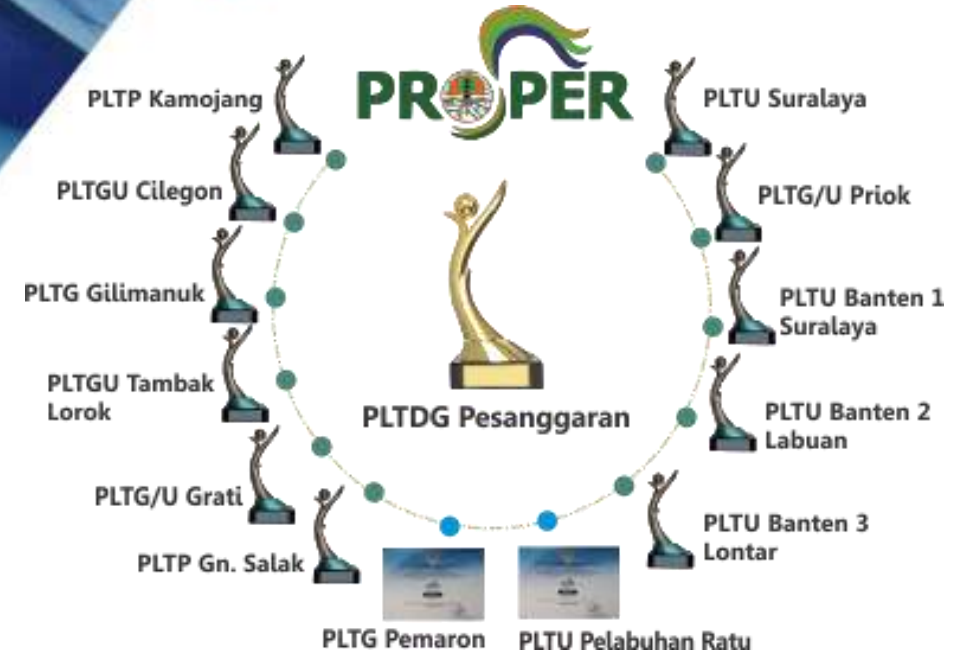 PROPER
PLTP Kamojang
PLTGU Cilegon
PLTG Gilimanuk
PLTGU Tambak
Lorok
PLTG/U Grati
PLTP Gn. Salak
PLTDG Pesanggaran
PLTU Suralaya
PLTG/U Priok
PLTU Banten 1
Suralaya
PLTU Banten 2
Labuan
PLTU Banten 3
Lontar
PLTG Pemaron
PLTU Pelabuhan Ratu